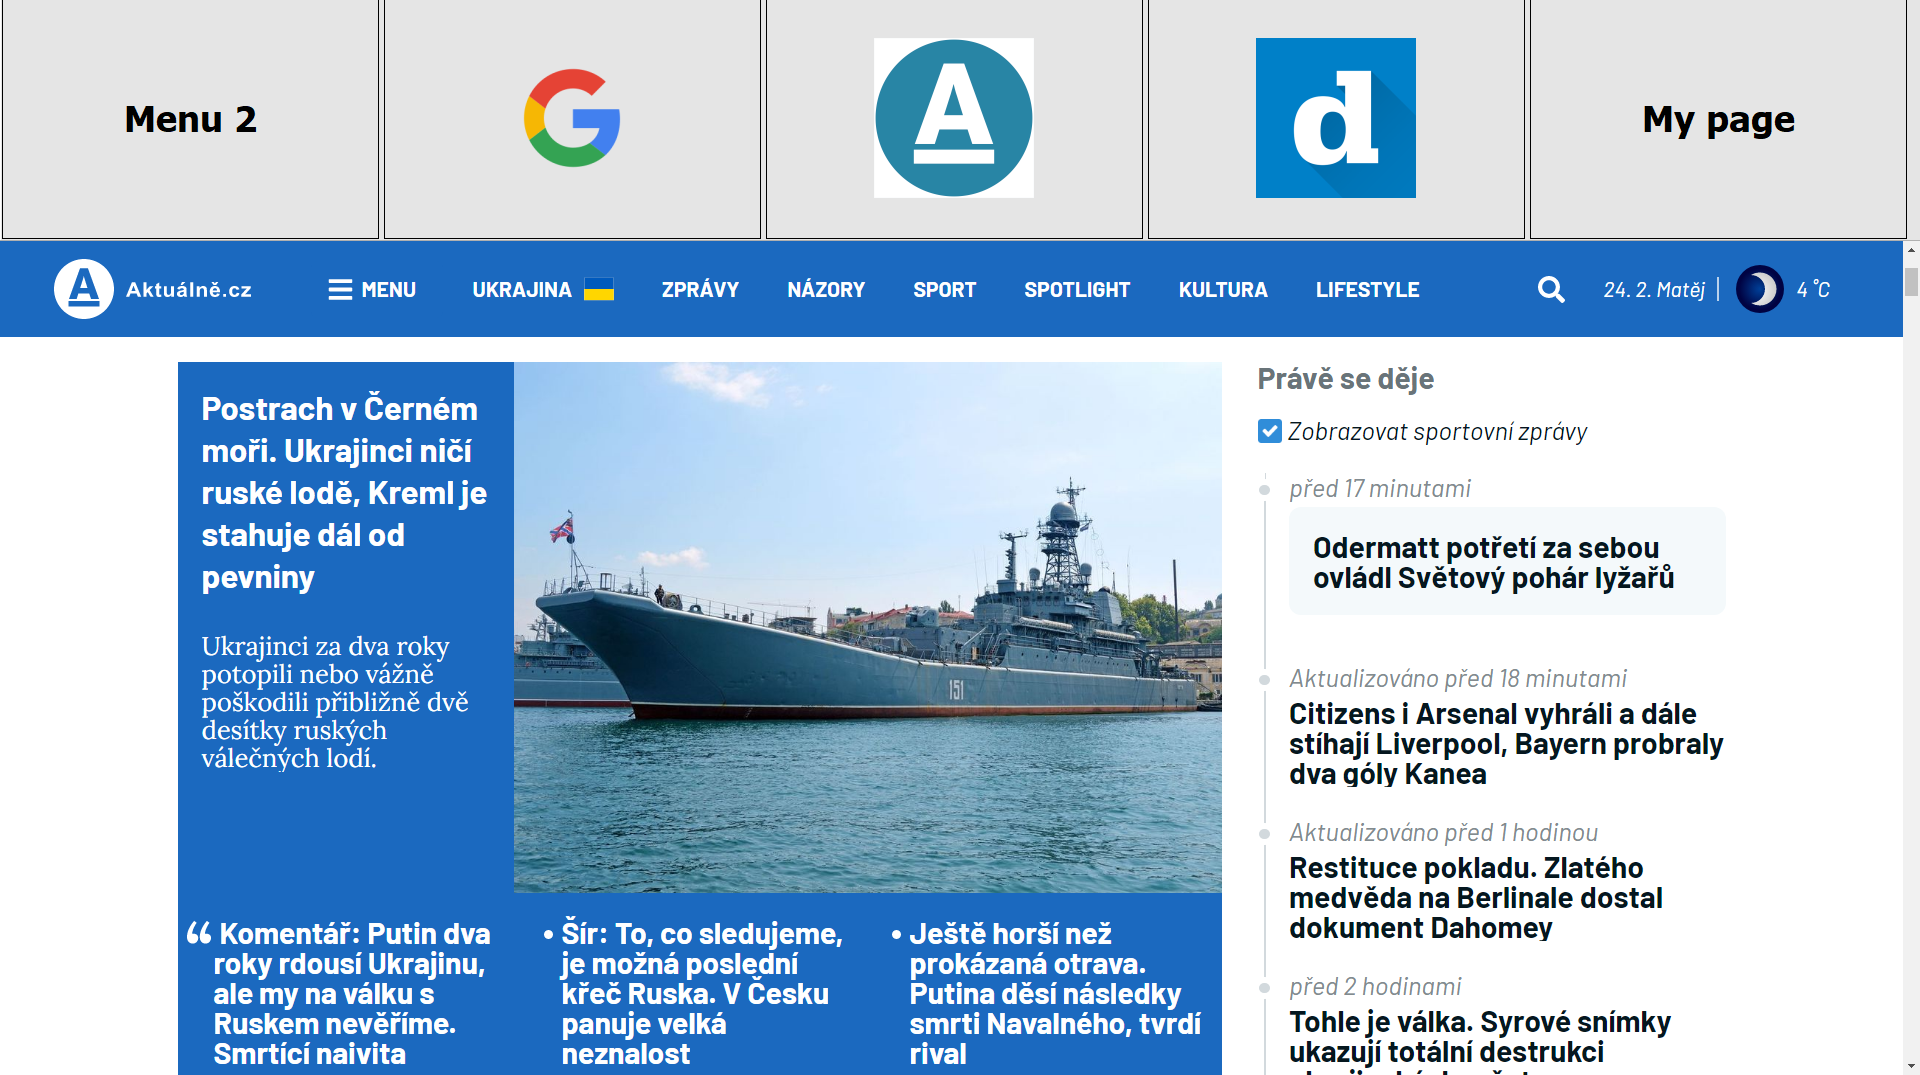 Menu 2
My page
Aktuálně.cz
MENU
UKRAJINA
ZPRÁVY
NÁZORY
SPORT
SPOTLIGHT
KULTURA
LIFESTYLE
24. 2. Matěj
4 °C
Postrach v Černém
moři. Ukrajinci ničí
ruské lodě, Kreml je
stahuje dál od
pevniny
Ukrajinci za dva roky
potopili nebo vážně
poškodili přibližně dvě
desítky ruských
válečných lodí.
151
“ Komentář: Putin dva
roky rdousí Ukrajinu,
ale my na válku s
Ruskem nevěříme.
Smrtící naivita
• Šír: To, co sledujeme,
je možná poslední
křeč Ruska. V Česku
panuje velká
neznalost
• Ještě horší než
prokázaná otrava.
Putina děsí následky
smrti Navalného, tvrdí
rival
Právě se děje
Zobrazovat sportovní zprávy
před 17 minutami
Odermatt potřetí za sebou
ovládl Světový pohár lyžařů
Aktualizováno před 18 minutami
Citizens i Arsenal vyhráli a dále
stíhají Liverpool, Bayern probraly
dva góly Kanea
Aktualizováno před 1 hodinou
Restituce pokladu. Zlatého
medvěda na Berlinale dostal
dokument Dahomey
před 2 hodinami
Tohle je válka. Syrové snímky
ukazují totální destrukci